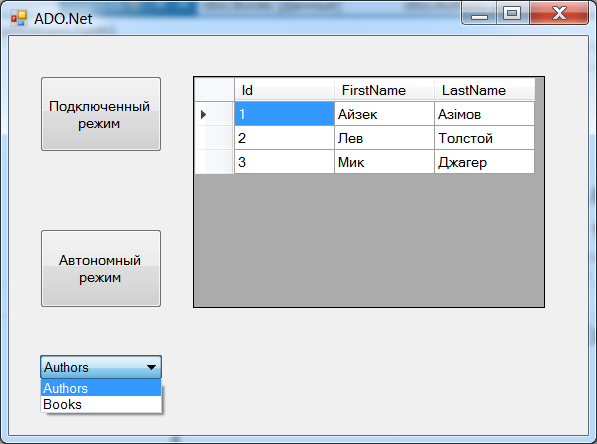 ADO.Net
Подключенный
режим
Id FirstName LastName
1 Айзек Азімов
2 Лев Толстой
3 Мик Джагер
Автономный
режим
Authors
Authors
Books